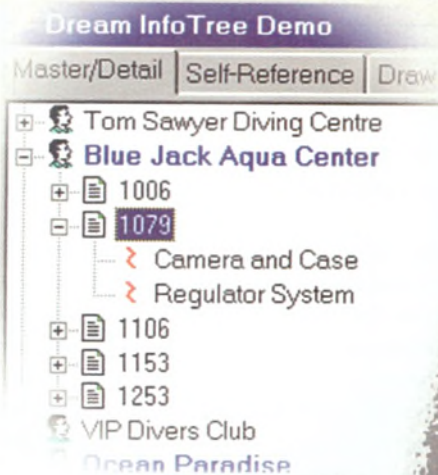 Dream InfoTree Demo
Master/Detail Self-Reference Draw
Tom Sawyer Diving Centre
Blue Jack Aqua Center
1006
1079
Camera and Case
Regulator System
1106
1153
1253
VIP Divers Club
Ocean Paradise